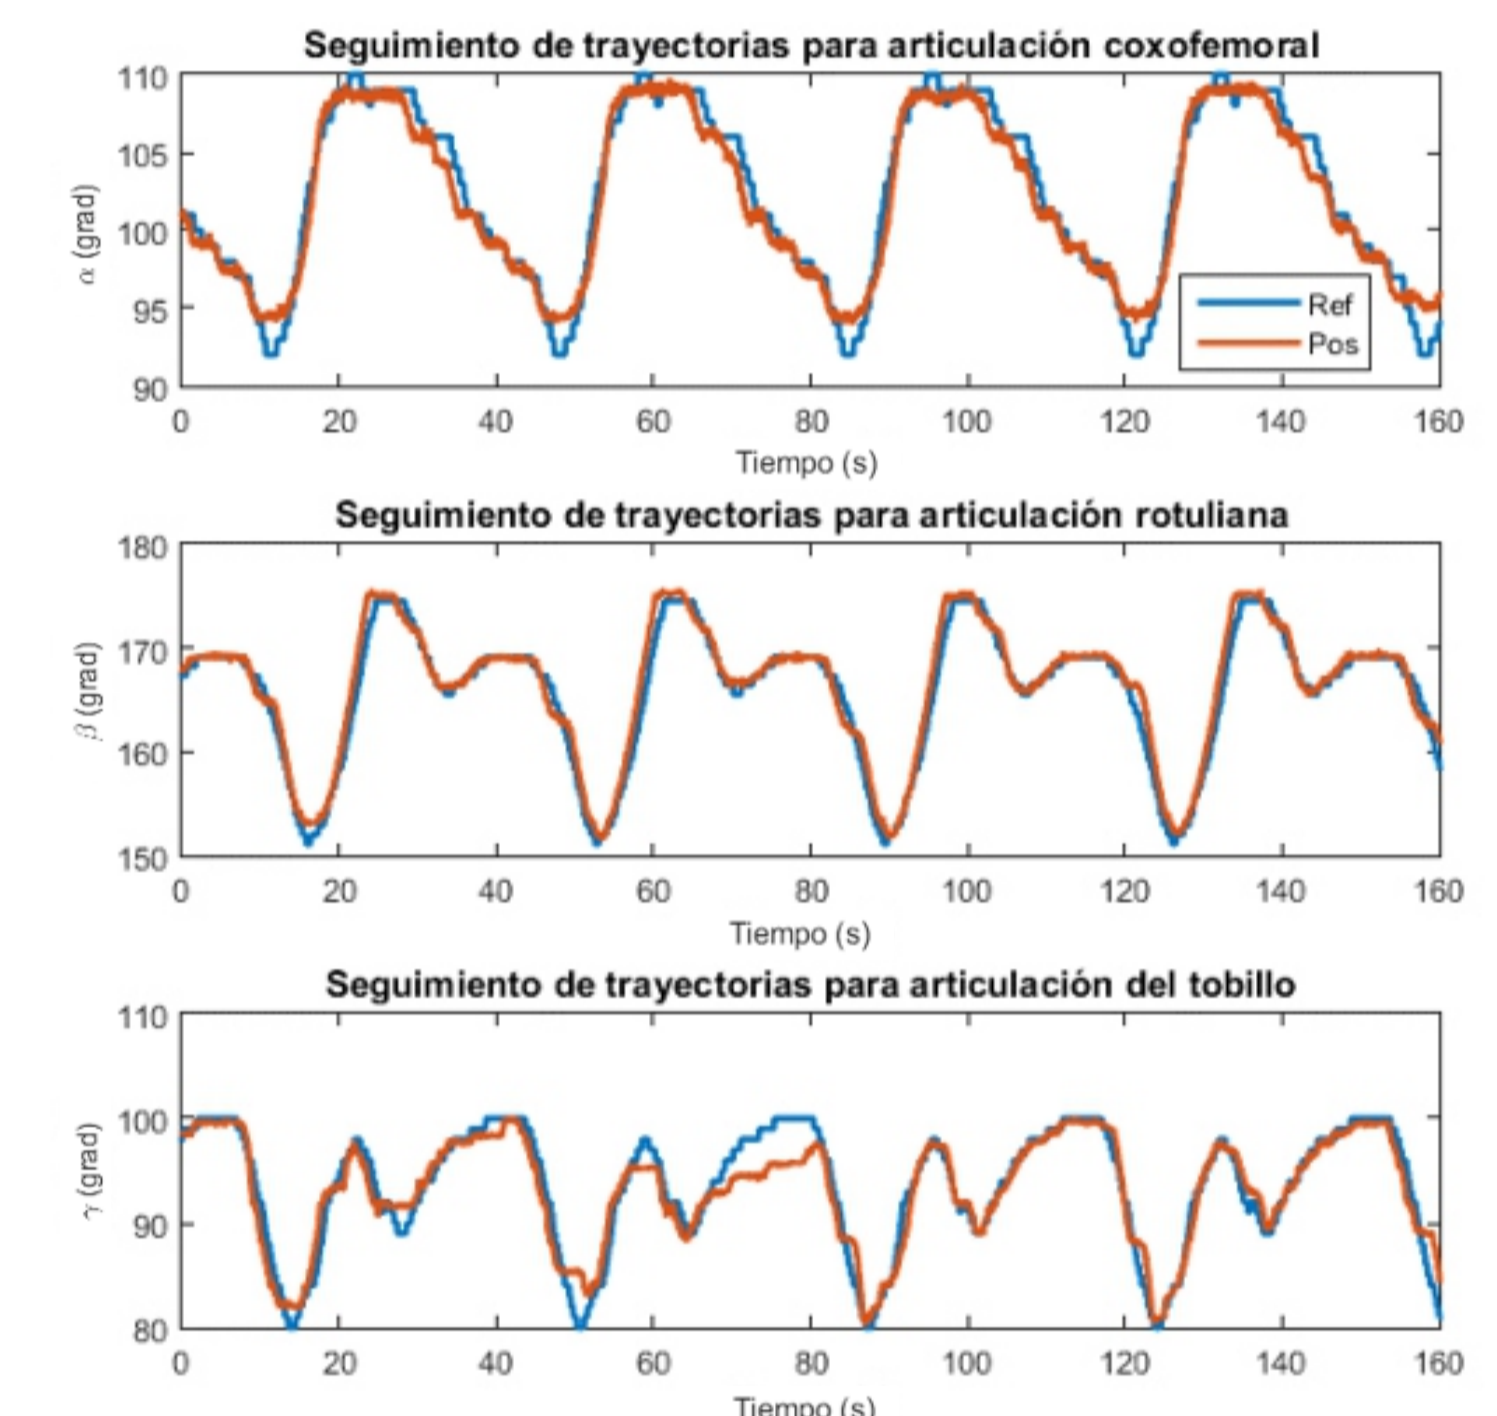 Seguimiento de trayectorias para articulación coxofemoral
110
105
100
95
90
α (grad)
Ref
Pos
0 20 40 60 80 100 120 140 160
Tiempo (s)
Seguimiento de trayectorias para articulación rotuliana
180
170
160
150
β (grad)
0 20 40 60 80 100 120 140 160
Tiempo (s)
Seguimiento de trayectorias para articulación del tobillo
110
100
90
80
γ (grad)
0 20 40 60 80 100 120 140 160
Tiempo (s)